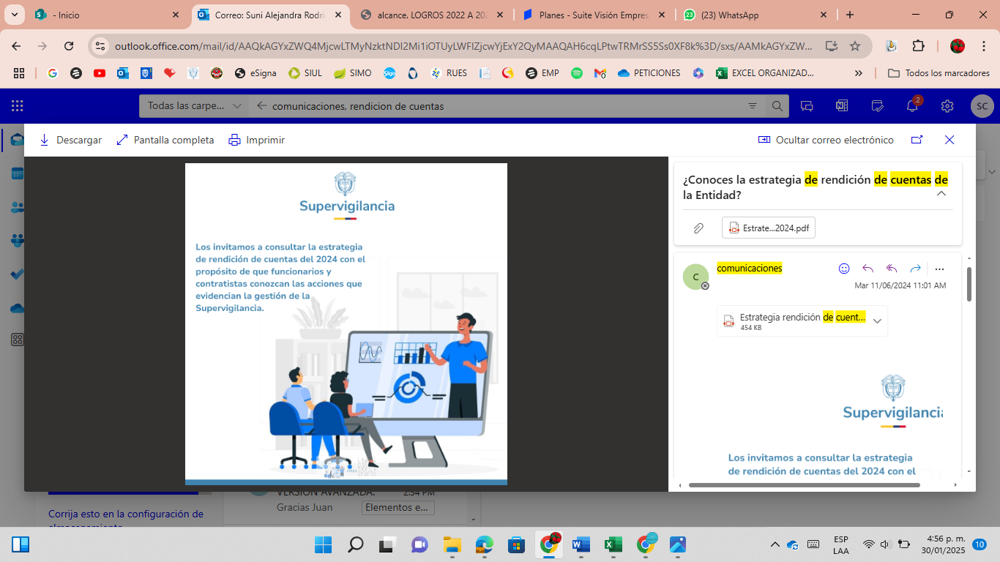 - Inicio
Correo: Suni Alejandra Rodrí
alcance. LOGROS 2022 A 202
Planes - Suite Visión Empres
(23) WhatsApp
outlook.office.com/mail/id/AAQkAGYxZWQ4MjcwLTMyNzktNDI2Mi1iOTUyLWFlZjcwYjExY2QyMAAQAH6cqLPtwTRMrSS5Ss0XF8k%3D/sxs/AAMkAGYxZW...
eSigna
SIUL
SIMO
Sligo
RUES
EMP
PETICIONES
EXCEL ORGANIZAD...
»
Todos los marcadores
Todas las carpe...
comunicaciones, rendicion de cuentas
2
SC
Descargar
Pantalla completa
Imprimir
Ocultar correo electrónico
Supervigilancia
Los invitamos a consultar la estrategia
de rendición de cuentas del 2024 con el
propósito de que funcionarios y
contratistas conozcan las acciones que
evidencian la gestión de la
Supervigilancia.
¿Conoces la estrategia de rendición de cuentas de
la Entidad?
Estrate...2024.pdf
C
comunicaciones
Mar 11/06/2024 11:01 AM
Estrategia rendición de cuent...
454 KB
Supervigilancia
Los invitamos a consultar la estrategia
de rendición de cuentas del 2024 con el
VERSIÓN AVANZADA.
2:54 PM
Gracias Juan
Elementos e...
Corrija esto en la configuración de
almacenamiento
ESP
LAA
4:56 p. m.
30/01/2025
10